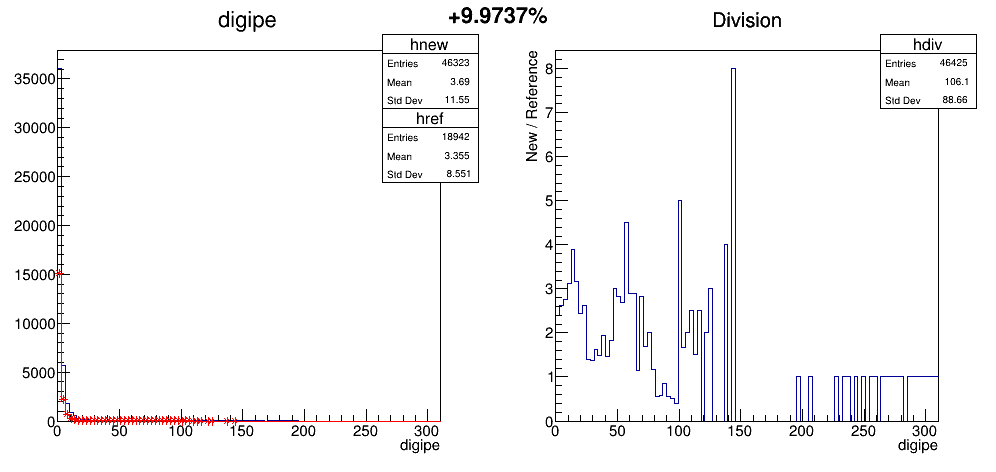 +9.9737%
digipe
hnew
Entries 46323
Mean 3.69
Std Dev 11.55
href
Entries 18942
Mean 3.355
Std Dev 8.551
35000
30000
25000
20000
15000
10000
5000
0
0 50 100 150 200 250 300
digipe
Division
hdiv
Entries 46425
Mean 106.1
Std Dev 88.66
New / Reference
8
7
6
5
4
3
2
1
0
0 50 100 150 200 250 300
digipe